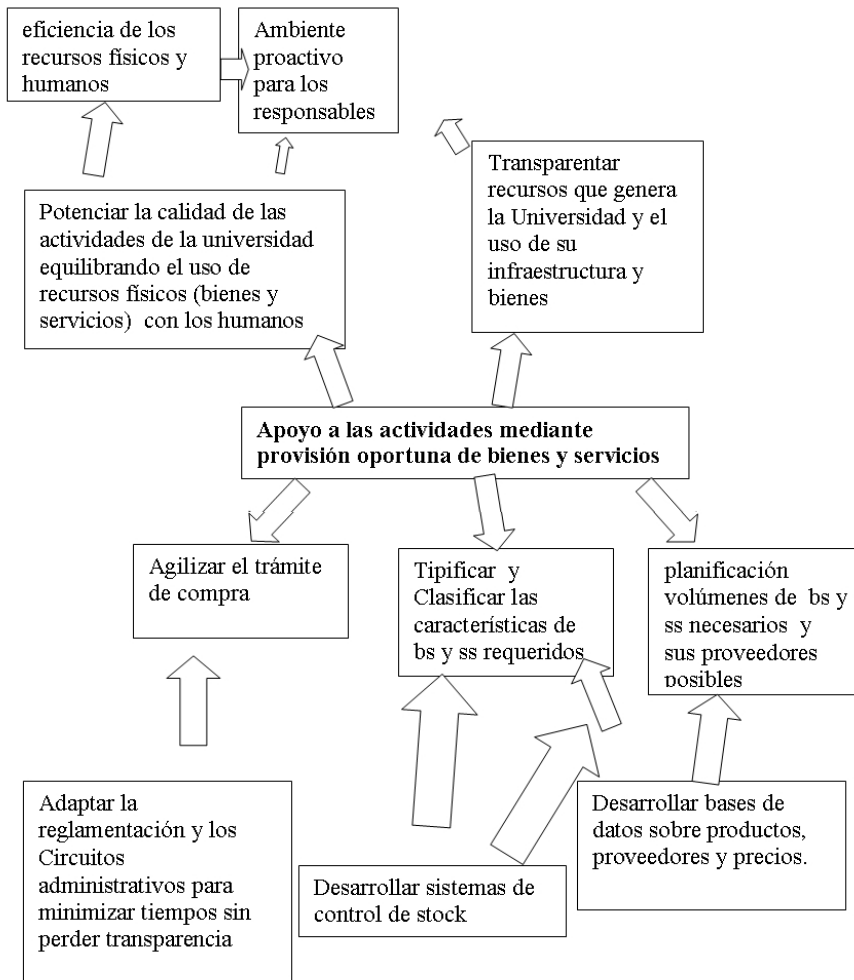 eficiencia de los
recursos físicos y
humanos
Ambiente
proactivo
para los
responsables
Transparentar
recursos que genera
la Universidad y el
uso de su
infraestructura y
bienes
Potenciar la calidad de las
actividades de la universidad
equilibrando el uso de
recursos físicos (bienes y
servicios) con los humanos
Apoyo a las actividades mediante
provisión oportuna de bienes y servicios
Agilizar el trámite
de compra
Tipificar y
Clasificar las
características de
bs y ss requeridos
planificación
volúmenes de bs y
ss necesarios y
sus proveedores
posibles
Adaptar la
reglamentación y los
Circuitos
administrativos para
minimizar tiempos sin
perder transparencia
Desarrollar sistemas de
control de stock
Desarrollar bases de
datos sobre productos,
proveedores y precios.